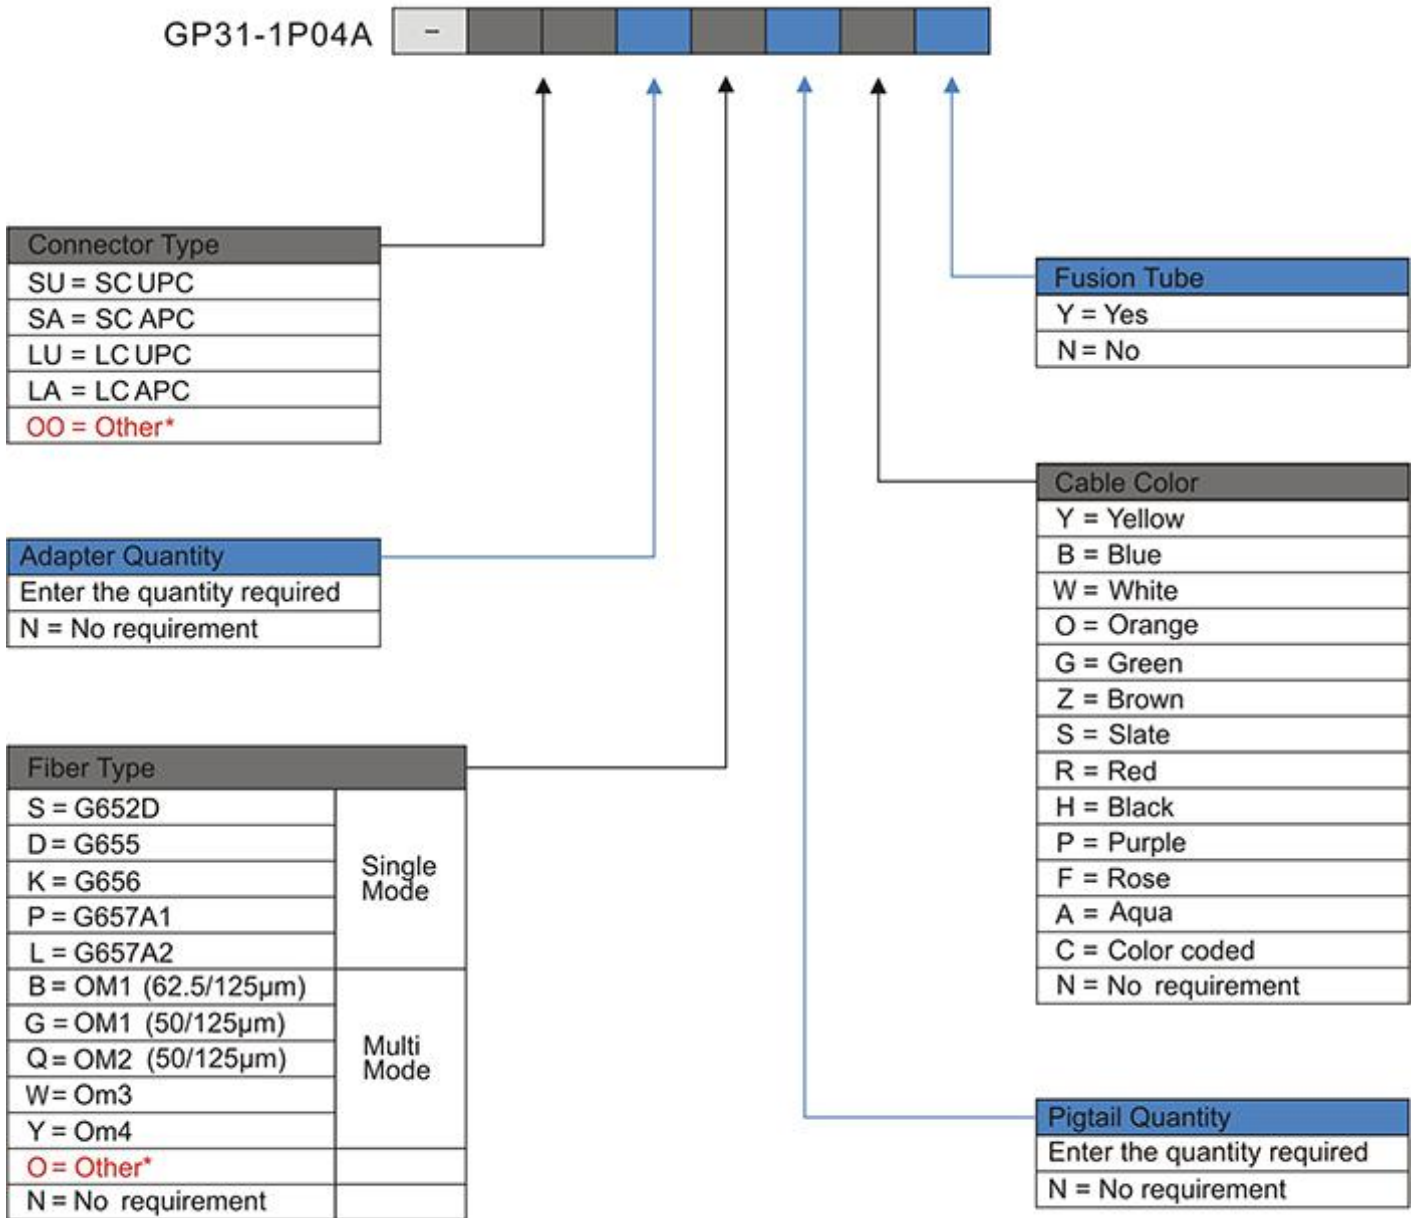 GP31-1P04A -
Connector Type
SU = SC UPC
SA = SC APC
LU = LC UPC
LA = LC APC
OO = Other*
Adapter Quantity
Enter the quantity required
N = No requirement
Fiber Type
S = G652D
D = G655
K = G656
P = G657A1
L = G657A2
Single
Mode
B = OM1 (62.5/125μm)
G = OM1 (50/125μm)
Q = OM2 (50/125μm)
W = Om3
Y = Om4
Multi
Mode
O = Other*
N = No requirement
Fusion Tube
Y = Yes
N = No
Cable Color
Y = Yellow
B = Blue
W = White
O = Orange
G = Green
Z = Brown
S = Slate
R = Red
H = Black
P = Purple
F = Rose
A = Aqua
C = Color coded
N = No requirement
Pigtail Quantity
Enter the quantity required
N = No requirement